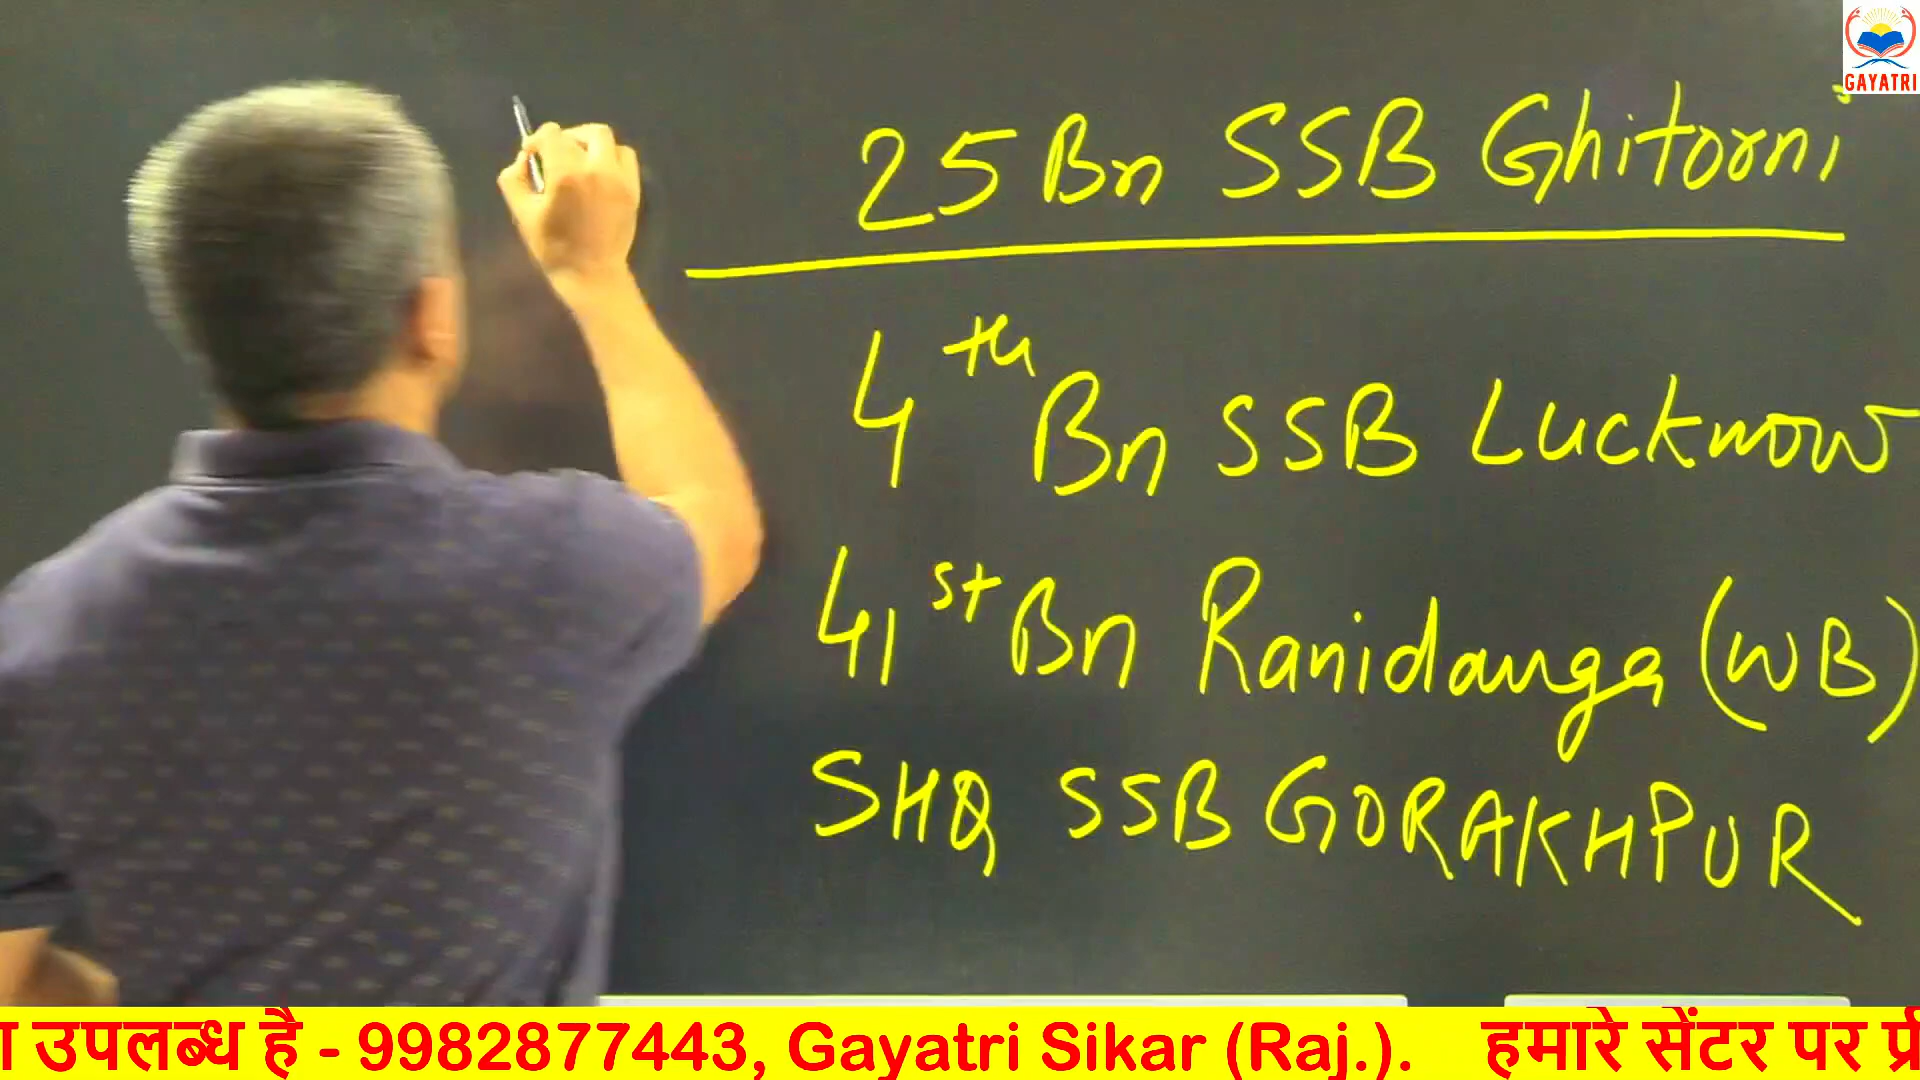 GAYATRI
25 Bn SSB Ghitorni
4th Bn SSB Lucknow
41st Bn Ranidanga (WB)
SHQ SSB GORAKHPUR
उपलब्ध है - 9982877443, Gayatri Sikar (Raj.). हमारे सेंटर पर